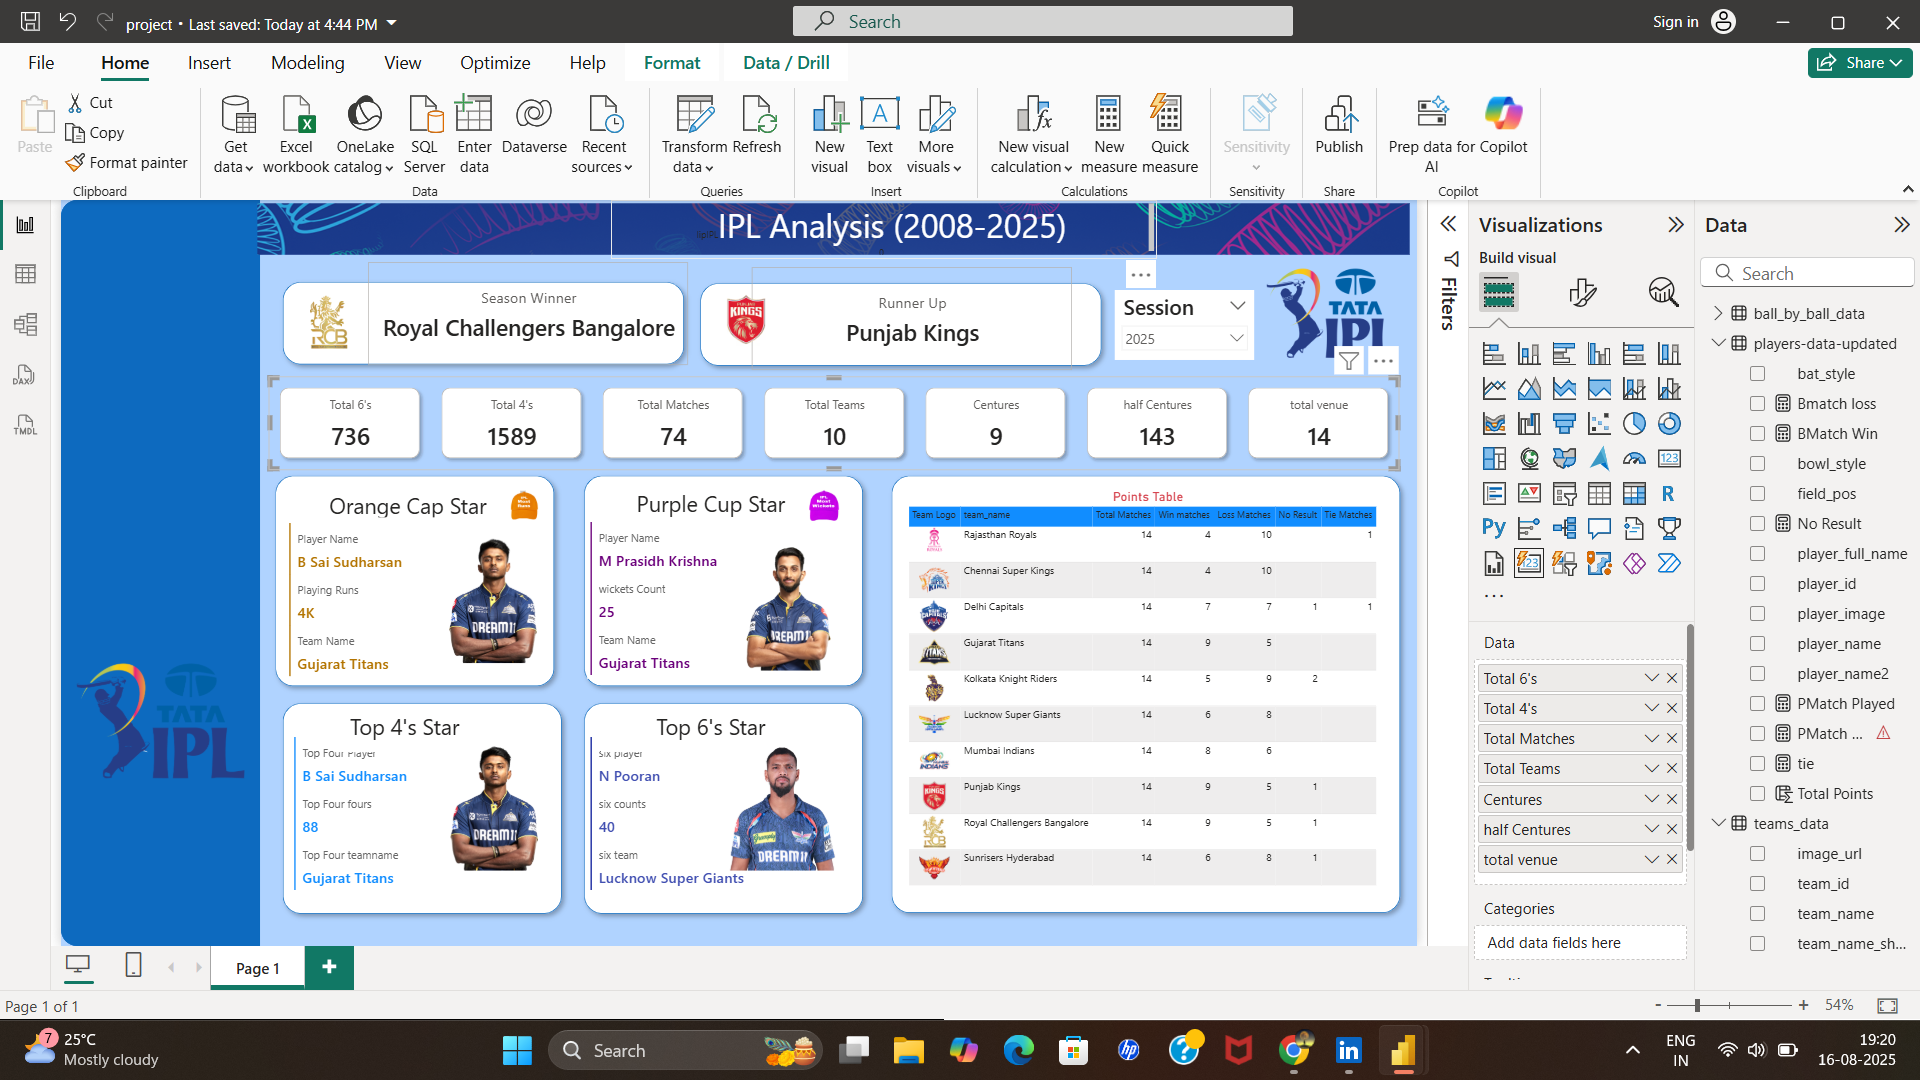 project • Last saved: Today at 4:44 PM
Search
Sign in
File Home Insert Modeling View Optimize Help Format Data / Drill
Share
Paste
Cut
Copy
Format painter
Clipboard
Get data
Excel workbook
OneLake catalog
SQL Server
Enter data
Dataverse
Recent sources
Data
Transform data
Refresh
Queries
New visual
Text box
More visuals
Insert
New visual calculation
New measure
Quick measure
Calculations
Sensitivity
Sensitivity
Publish
Share
Prep data for AI
Copilot
Copilot
IPL Analysis (2008-2025)
Season Winner
Royal Challengers Bangalore
RCB
Runner Up
Punjab Kings
KINGS
Session
2025
TATA
IPL
Total 6's
736
Total 4's
1589
Total Matches
74
Total Teams
10
Centures
9
half Centures
143
total venue
14
Orange Cap Star
Player Name
B Sai Sudharsan
Playing Runs
4K
Team Name
Gujarat Titans
DREAM11
Purple Cup Star
Player Name
M Prasidh Krishna
wickets Count
25
Team Name
Gujarat Titans
DREAM11
Top 4's Star
Top Four Player
B Sai Sudharsan
Top Four fours
88
Top Four teamname
Gujarat Titans
DREAM11
Top 6's Star
six player
N Pooran
six counts
40
six team
Lucknow Super Giants
DREAM11
TATA
IPL
Points Table
Team Logo team_name Total Matches Win matches Loss Matches No Result Tie Matches
Rajasthan Royals 14 4 10 1
Chennai Super Kings 14 4 10
Delhi Capitals 14 7 7 1 1
Gujarat Titans 14 9 5
Kolkata Knight Riders 14 5 9 2
Lucknow Super Giants 14 6 8
Mumbai Indians 14 8 6
Punjab Kings 14 9 5 1
Royal Challengers Bangalore 14 9 5 1
Sunrisers Hyderabad 14 6 8 1
Filters
Visualizations
Build visual
Data
Total 6's
Total 4's
Total Matches
Total Teams
Centures
half Centures
total venue
Categories
Add data fields here
Data
Search
ball_by_ball_data
players-data-updated
bat_style
Bmatch loss
BMatch Win
bowl_style
field_pos
No Result
player_full_name
player_id
player_image
player_name
player_name2
PMatch Played
PMatch ...
tie
Total Points
teams_data
image_url
team_id
team_name
team_name_sh...
DAX
TMDL
Page 1
Page 1 of 1
54%
7
25°C
Mostly cloudy
Search
ENG
IN
19:20
16-08-2025